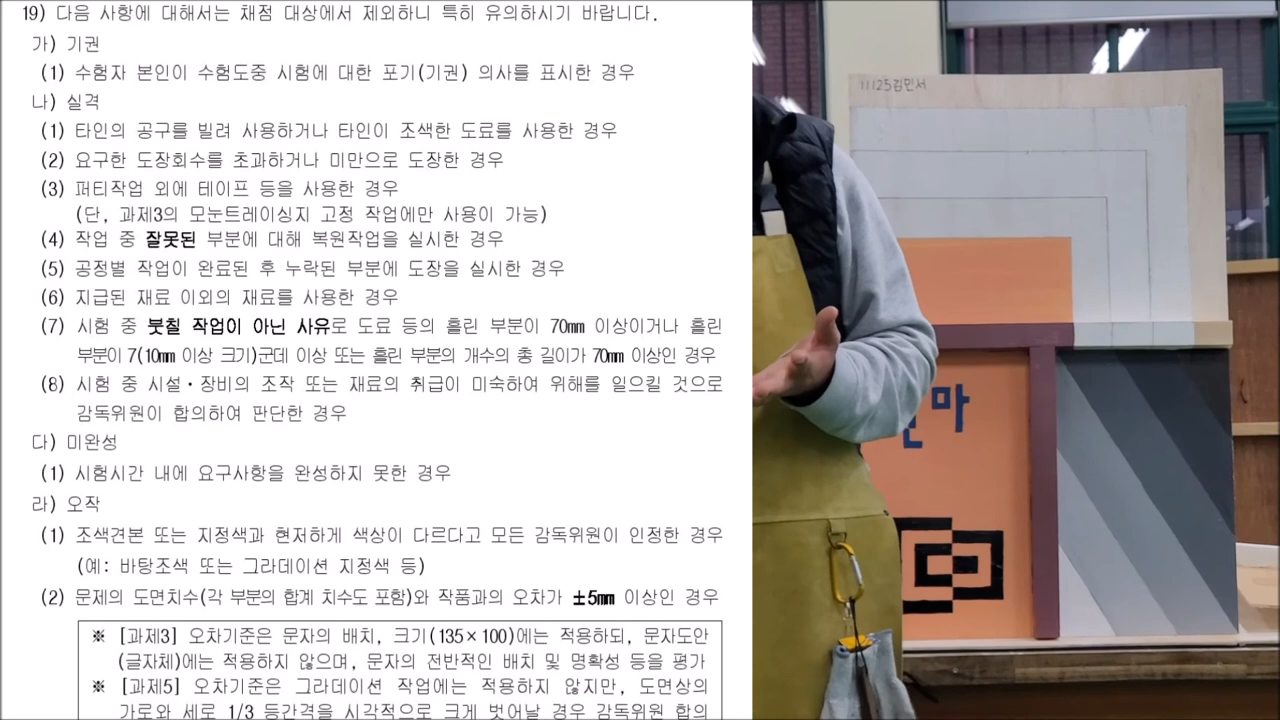 19) 다음 사항에 대해서는 채점 대상에서 제외하니 특히 유의하시기 바랍니다.
가) 기권
(1) 수험자 본인이 수험도중 시험에 대한 포기(기권) 의사를 표시한 경우
나) 실격
(1) 타인의 공구를 빌려 사용하거나 타인이 조색한 도료를 사용한 경우
(2) 요구한 도장회수를 초과하거나 미만으로 도장한 경우
(3) 퍼티작업 외에 테이프 등을 사용한 경우
(단, 과제3의 모눈트레이싱지 고정 작업에만 사용이 가능)
(4) 작업 중 잘못된 부분에 대해 복원작업을 실시한 경우
(5) 공정별 작업이 완료된 후 누락된 부분에 도장을 실시한 경우
(6) 지급된 재료 이외의 재료를 사용한 경우
(7) 시험 중 붓칠 작업이 아닌 사유로 도료 등의 흘린 부분이 70mm 이상이거나 흘린
부분이 7(10mm 이상 크기)군데 이상 또는 흘린 부분의 개수의 총 길이가 70mm 이상인 경우
(8) 시험 중 시설・장비의 조작 또는 재료의 취급이 미숙하여 위해를 일으킬 것으로
감독위원이 합의하여 판단한 경우
다) 미완성
(1) 시험시간 내에 요구사항을 완성하지 못한 경우
라) 오작
(1) 조색견본 또는 지정색과 현저하게 색상이 다르다고 모든 감독위원이 인정한 경우
(예: 바탕조색 또는 그라데이션 지정색 등)
(2) 문제의 도면치수(각 부분의 합계 치수도 포함)와 작품과의 오차가 ±5mm 이상인 경우
※ [과제3] 오차기준은 문자의 배치, 크기(135×100)에는 적용하되, 문자도안
(글자체)에는 적용하지 않으며, 문자의 전반적인 배치 및 명확성 등을 평가
※ [과제5] 오차기준은 그라데이션 작업에는 적용하지 않지만, 도면상의
가로와 세로 1/3 등간격을 시각적으로 크게 벗어날 경우 감독위원 합의
11125김민서
마